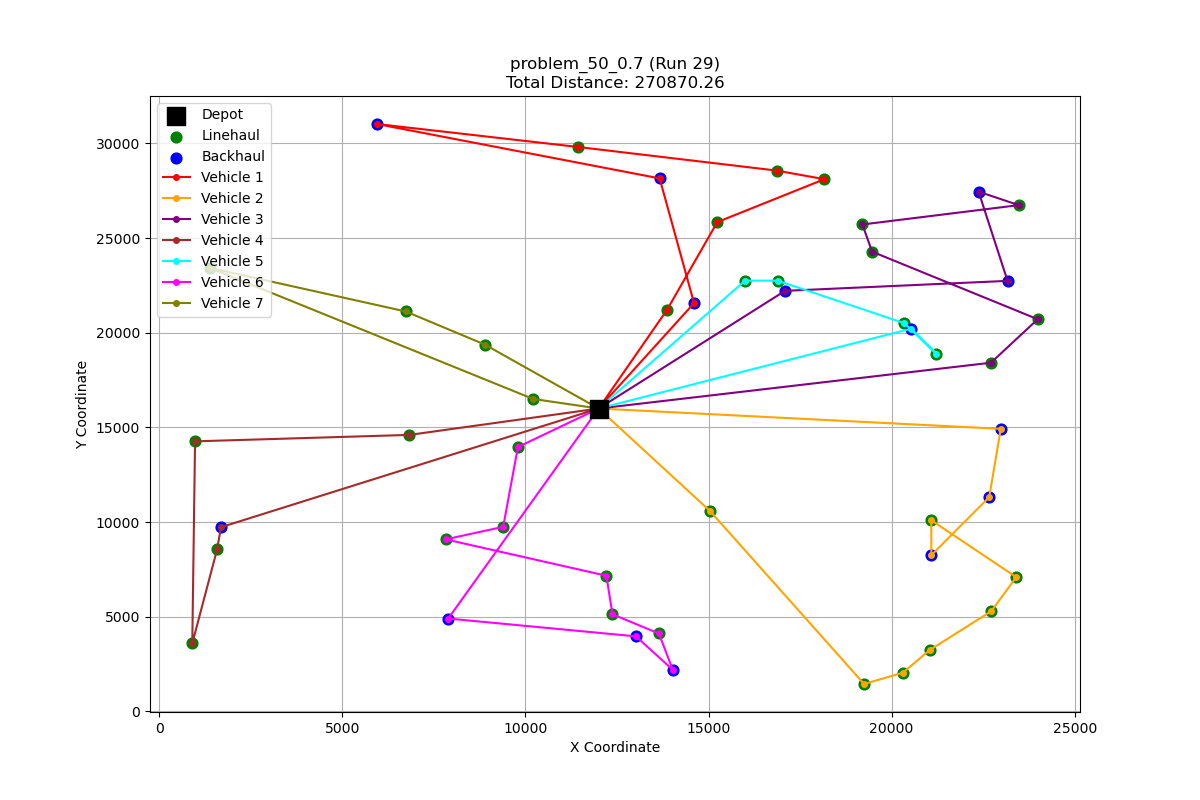 problem_50_0.7 (Run 29)
Total Distance: 270870.26
Depot
Linehaul
Backhaul
Vehicle 1
Vehicle 2
Vehicle 3
Vehicle 4
Vehicle 5
Vehicle 6
Vehicle 7
30000
25000
20000
15000
10000
5000
0
Y Coordinate
0
5000
10000
15000
20000
25000
X Coordinate